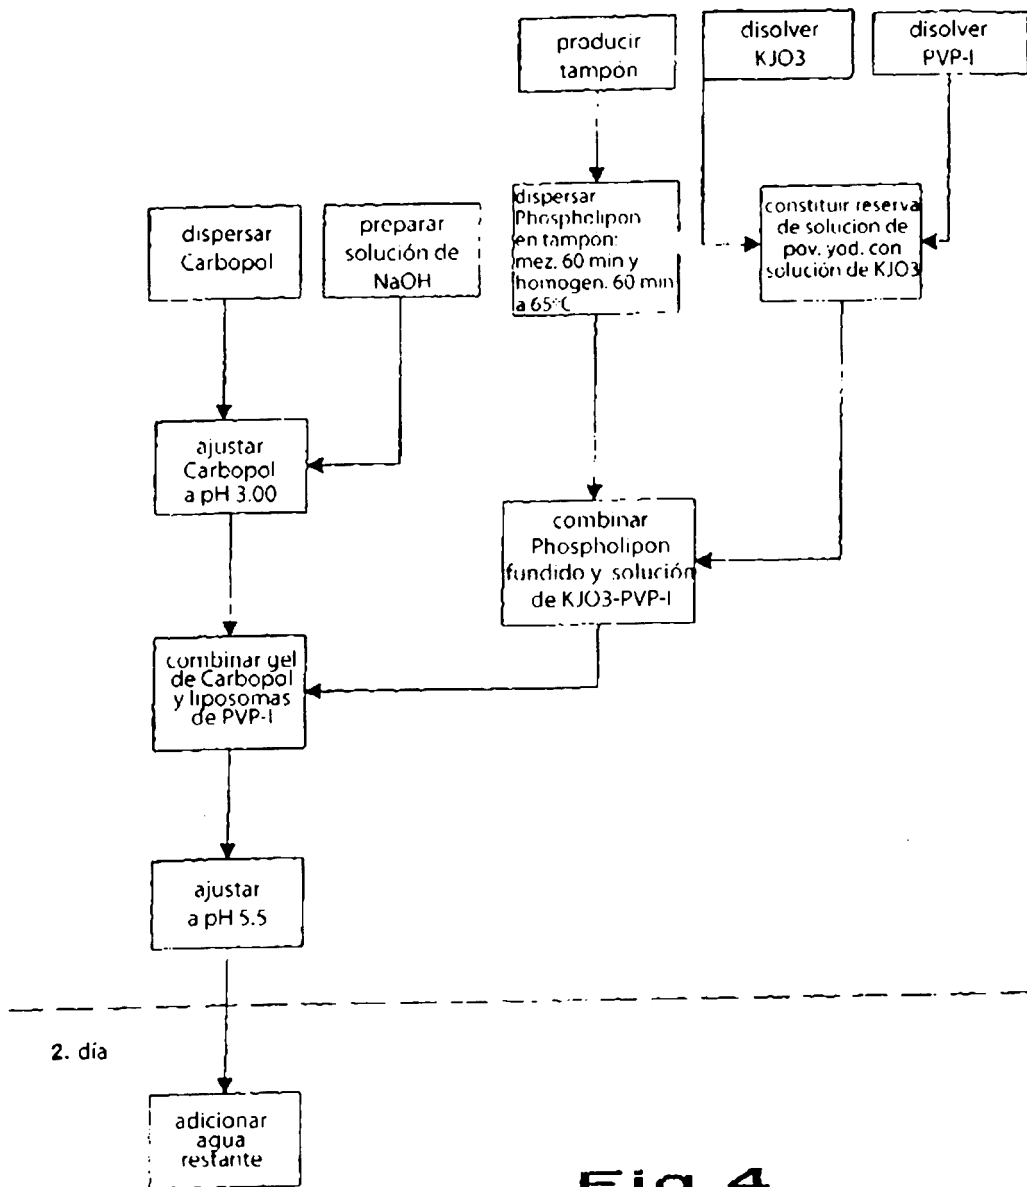 producir
tampón
disolver
KJO3
disolver
PVP-I
dispersar
Carbopol
preparar
solución de
NaOH
dispersar
Phospholipon
en tampon:
mez. 60 min y
homogen. 60 min
a 65°C
constituir reserva
de solucion de
pov. yod. con
solución de KJO3
ajustar
Carbopol
a pH 3.00
combinar
Phospholipon
fundido y solución
de KJO3-PVP-I
combinar gel
de Carbopol
y liposomas
de PVP-I
ajustar
a pH 5.5
2. día
adicionar
agua
restante
Fig 4